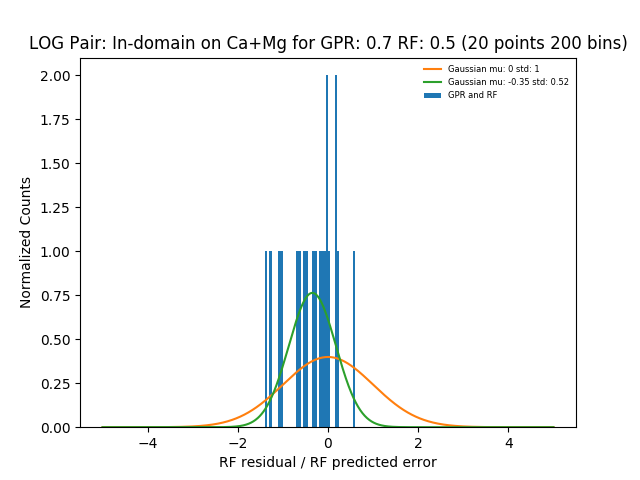 LOG Pair: In-domain on Ca+Mg for GPR: 0.7 RF: 0.5 (20 points 200 bins)
Gaussian mu: 0 std: 1
Gaussian mu: -0.35 std: 0.52
GPR and RF
Normalized Counts
2.00
1.75
1.50
1.25
1.00
0.75
0.50
0.25
0.00
−4 −2 0 2 4
RF residual / RF predicted error